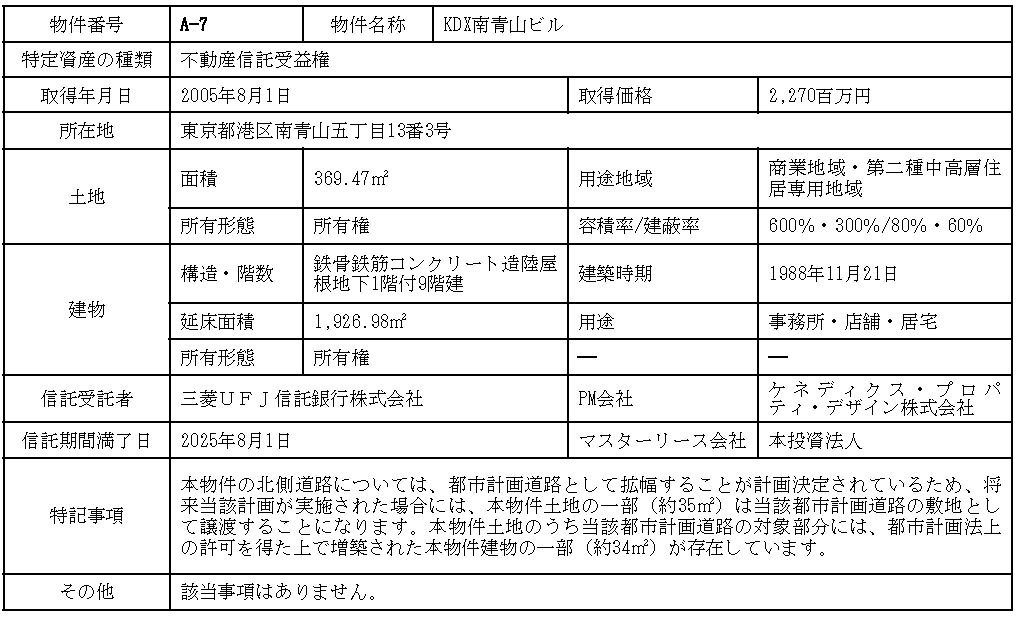 物件番号 A-7 物件名称 KDX南青山ビル
特定資産の種類 不動産信託受益権
取得年月日 2005年8月1日 取得価格 2,270百万円
所在地 東京都港区南青山五丁目13番3号
土地 面積 369.47㎡ 用途地域 商業地域・第二種中高層住
居専用地域
所有形態 所有権 容積率/建蔽率 600%・300%/80%・60%
建物 構造・階数 鉄骨鉄筋コンクリート造陸屋
根地下1階付9階建 建築時期 1988年11月21日
延床面積 1,926.98㎡ 用途 事務所・店舗・居宅
所有形態 所有権 ― ―
信託受託者 三菱UFJ信託銀行株式会社 PM会社 ケネディクス・プロパ
ティ・デザイン株式会社
信託期間満了日 2025年8月1日 マスターリース会社 本投資法人
特記事項 本物件の北側道路については、都市計画道路として拡幅することが計画決定されているため、将
来当該計画が実施された場合には、本物件土地の一部（約35㎡）は当該都市計画道路の敷地とし
て譲渡することになります。本物件土地のうち当該都市計画道路の対象部分には、都市計画法上
の許可を得た上で増築された本物件建物の一部（約34㎡）が存在しています。
その他 該当事項はありません。